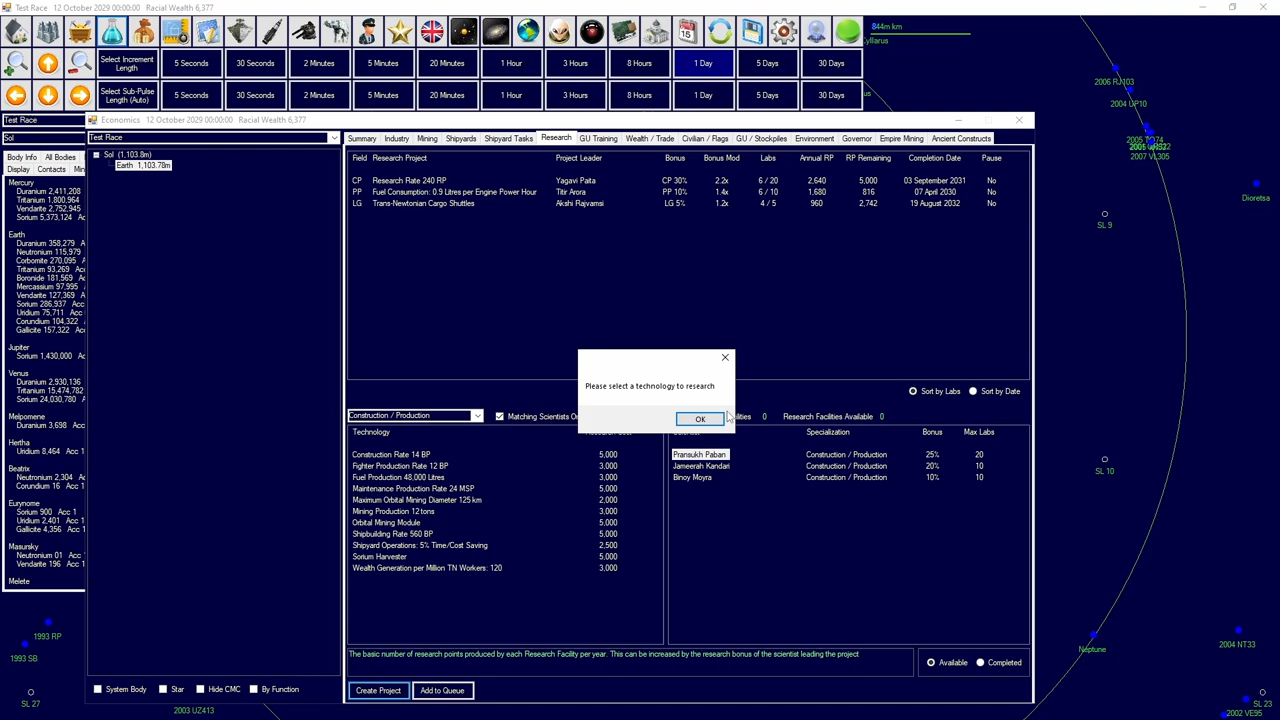 Test Race 12 October 2029 00:00:00 Racial Wealth 6,377
Select Increment Length
5 Seconds
30 Seconds
2 Minutes
5 Minutes
20 Minutes
1 Hour
3 Hours
8 Hours
1 Day
5 Days
30 Days
Select Sub-Pulse Length (Auto)
5 Seconds
30 Seconds
2 Minutes
5 Minutes
20 Minutes
1 Hour
3 Hours
8 Hours
1 Day
5 Days
30 Days
Test Race
Sol
Body Info All Bodies
Display Contacts
Mercury
Duranium 2,411,208
Tritanium 1,800,964
Vendarite 2,752,945
Sorium 5,373,124
Earth
Duranium 358,279
Neutronium 115,979
Corbomite 270,095
Tritanium 93,269
Boronide 181,569
Mercassium 97,995
Vendarite 127,369
Sorium 286,937 Acc
Uridium 75,711
Corundium 104,322
Gallicite 157,322
Jupiter
Sorium 1,430,000
Venus
Duranium 2,930,136
Tritanium 15,474,782
Sorium 24,030,780
Melpomene
Duranium 3,698
Hertha
Uridium 8,464
Beatrix
Neutronium 2,304
Corundium 16 Acc 1
Eurynome
Sorium 900 Acc 1
Uridium 2,401 Acc 1
Gallicite 4,356 Acc 1
Masursky
Neutronium 01 Acc
Vendarite 196 Acc 1
Melete
Economics 12 October 2029 00:00:00 Racial Wealth 6,377
Test Race
Sol (1,103.8m)
Earth 1,103.78m
System Body Star Hide CMC By Function
Summary Industry Mining Shipyards Shipyard Tasks Research GU Training Wealth / Trade Civilian / Flags GU / Stockpiles Environment Governor Empire Mining Ancient Constructs
Field Research Project Project Leader Bonus Bonus Mod Labs Annual RP RP Remaining Completion Date Pause
CP Research Rate 240 RP Yagavi Paita CP 30% 2.2x 6 / 20 2,640 5,000 03 September 2031 No
PP Fuel Consumption: 0.9 Litres per Engine Power Hour Titir Arora PP 10% 1.4x 6 / 10 1,680 816 07 April 2030 No
LG Trans-Newtonian Cargo Shuttles Akshi Rajvamsi LG 5% 1.2x 4 / 5 960 2,742 19 August 2032 No
Please select a technology to research
OK
Sort by Labs Sort by Date
Construction / Production
Matching Scientists
0 Research Facilities Available 0
Technology
Construction Rate 14 BP 5,000
Fighter Production Rate 12 BP 3,000
Fuel Production 48,000 Litres 3,000
Maintenance Production Rate 24 MSP 5,000
Maximum Orbital Mining Diameter 125 km 2,000
Mining Production 12 tons 3,000
Orbital Mining Module 5,000
Shipbuilding Rate 560 BP 5,000
Shipyard Operations: 5% Time/Cost Saving 2,500
Sorium Harvester 5,000
Wealth Generation per Million TN Workers: 120 3,000
Specialization Bonus Max Labs
Pransukh Paban Construction / Production 25% 20
Jameerah Kandari Construction / Production 20% 10
Binoy Moyra Construction / Production 10% 10
The basic number of research points produced by each Research Facility per year. This can be increased by the research bonus of the scientist leading the project
Available Completed
Create Project Add to Queue
844m km
2006 RJ103
2004 UP10
2007 VL305
Dioretsa
SL 9
SL 10
2004 NT33
Neptune
1993 RP
1993 SB
SL 27
2003 UZ413
SL 23
2002 VE95